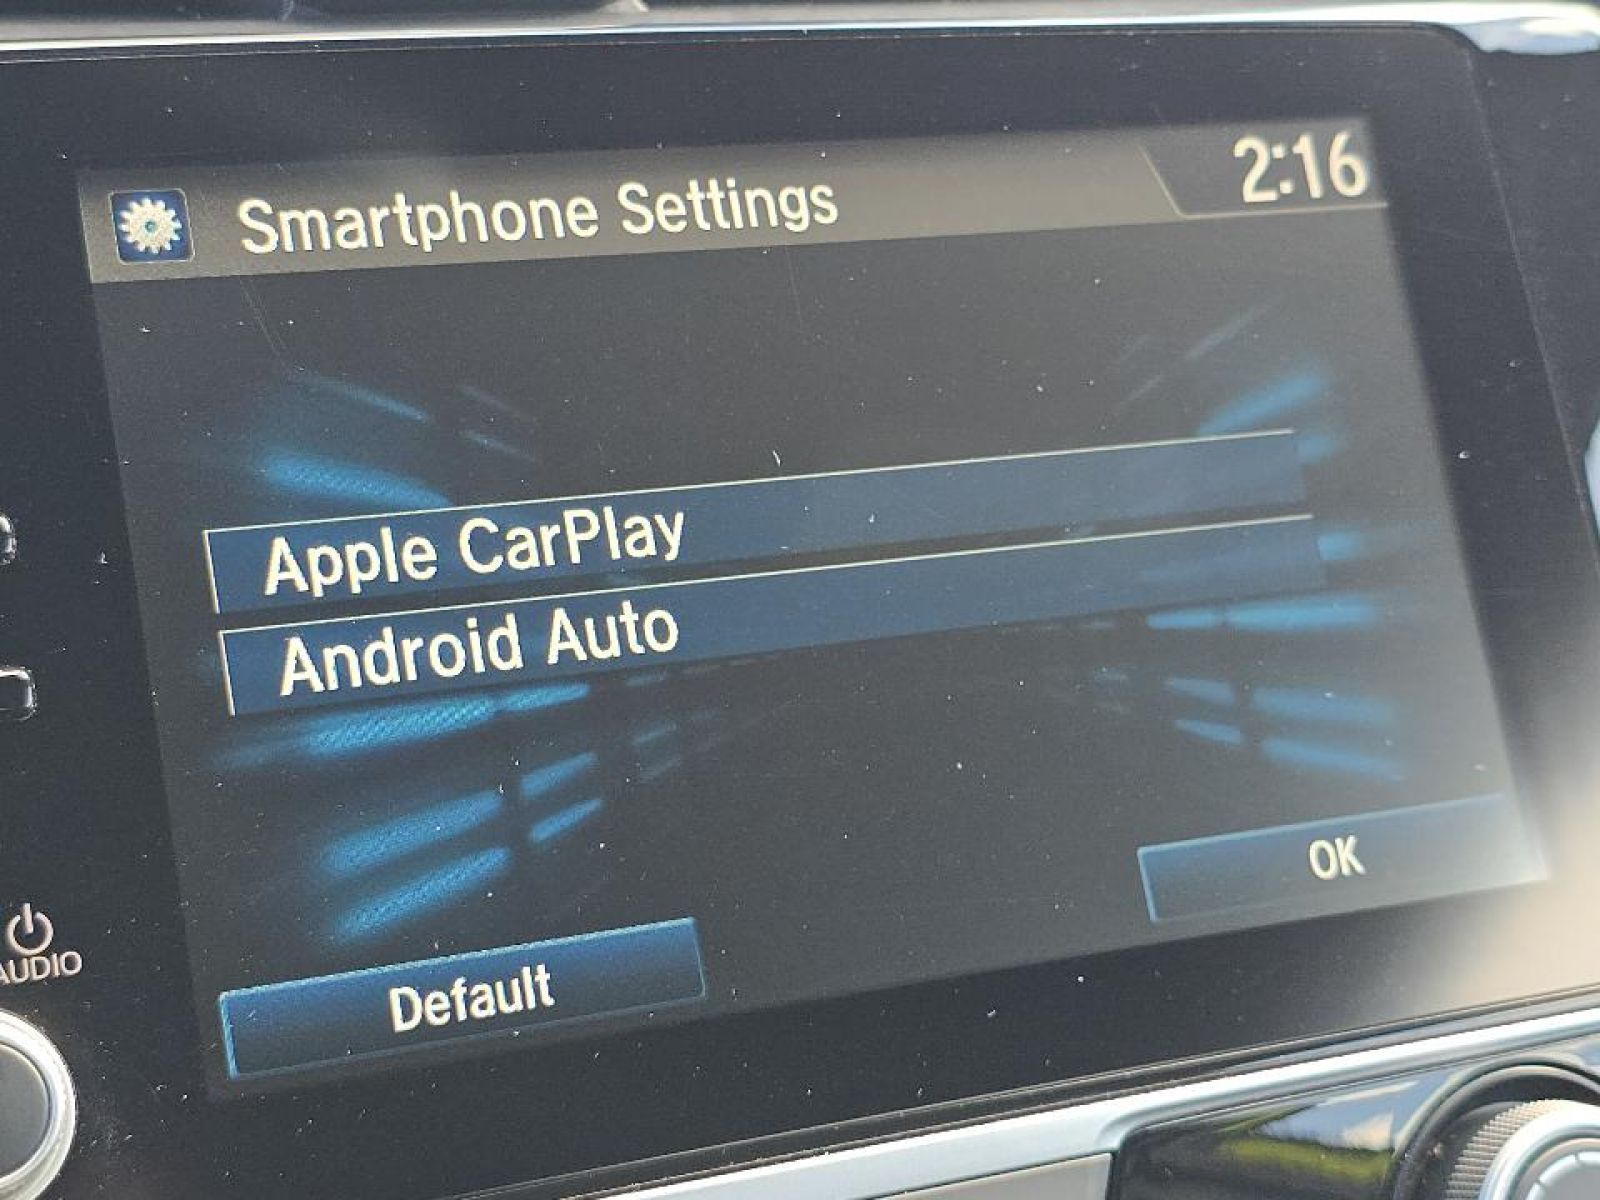 Smartphone Settings
2:16
Apple CarPlay
Android Auto
OK
Default
AUDIO